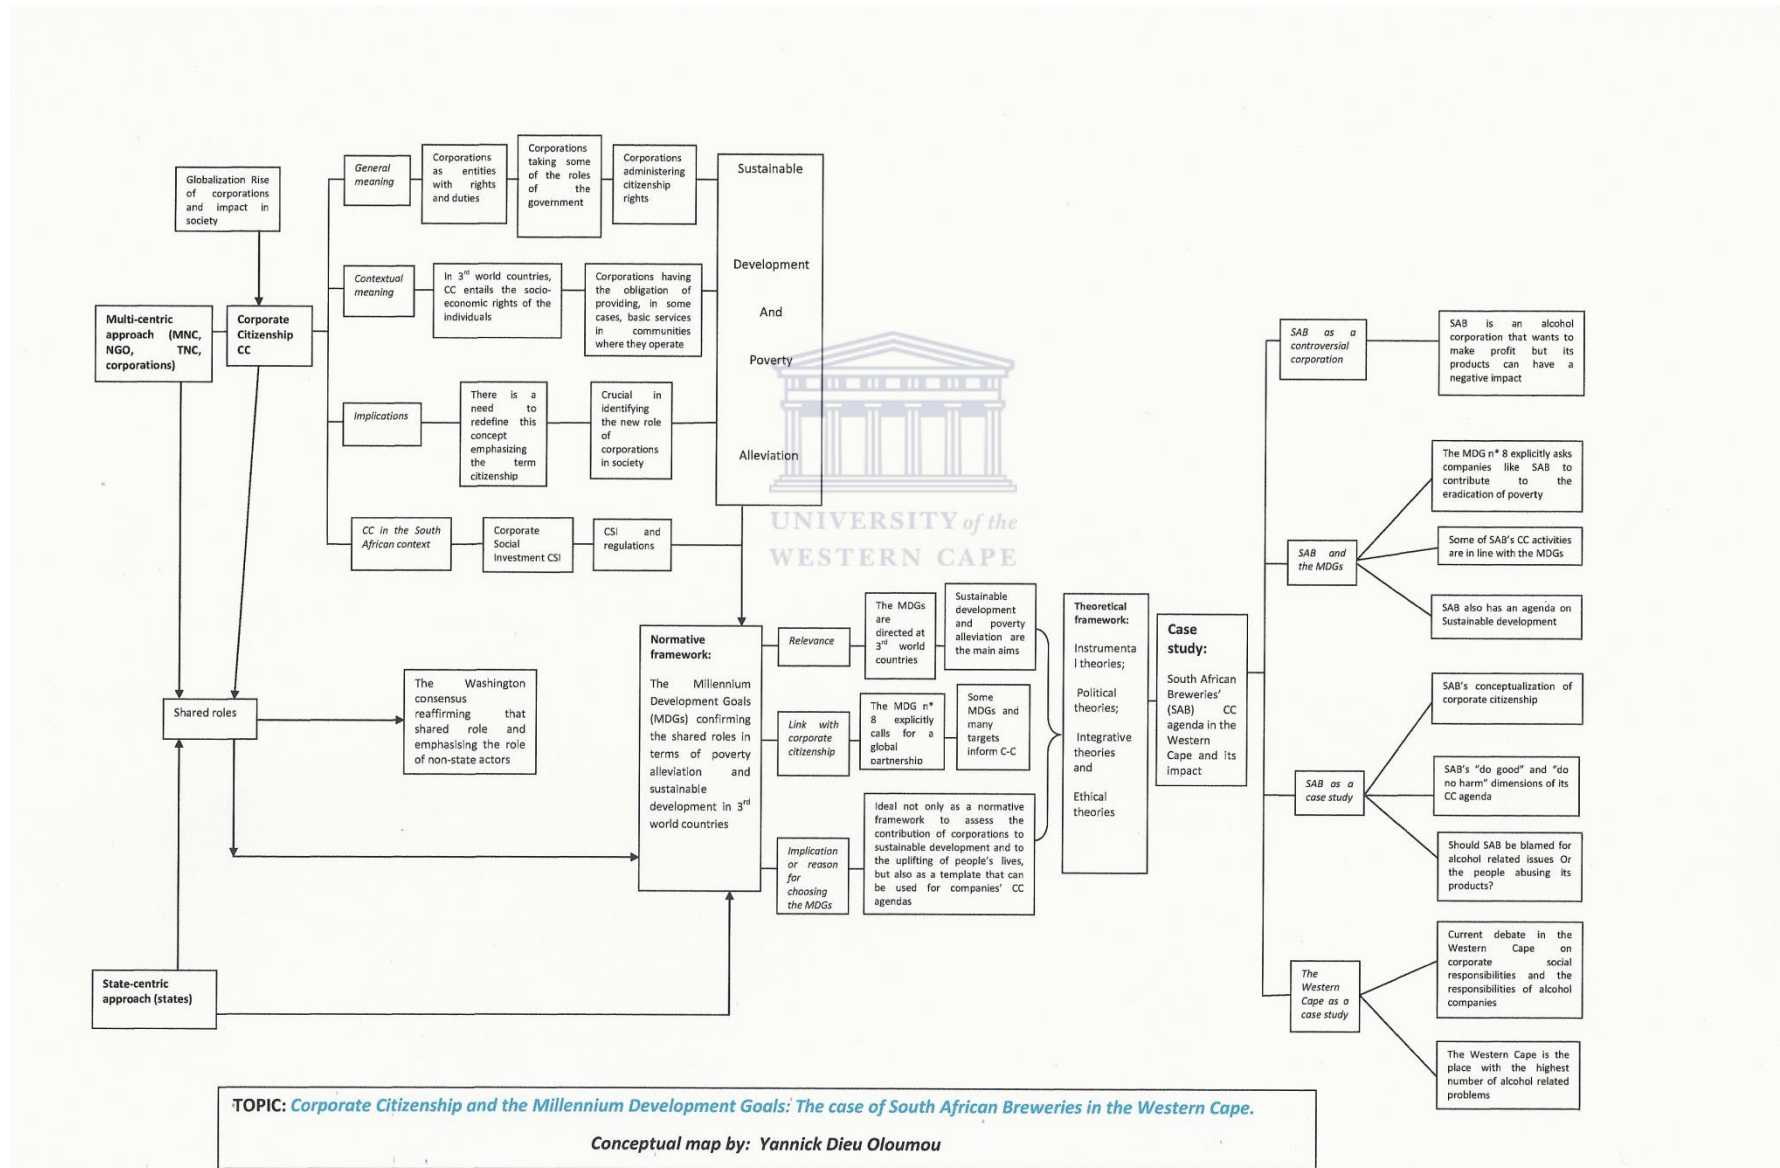 Globalization Rise
of corporations
and impact in
society
Multi-centric
approach (MNC,
NGO, TNC,
corporations)
Corporate
Citizenship
CC
General
meaning
Corporations
as entities
with rights
and duties
Corporations
taking some
of the roles
of the
government
Corporations
administering
citizenship
rights
Contextual
meaning
In 3rd world countries,
CC entails the socio-
economic rights of the
individuals
Corporations having
the obligation of
providing, in some
cases, basic services
in communities
where they operate
Implications
There is a
need to
redefine this
concept
emphasizing
the term
citizenship
Crucial in
identifying
the new role
of
corporations
in society
CC in the South
African context
Corporate
Social
Investment CSI
CSI and
regulations
Sustainable
Development
And
Poverty
Alleviation
UNIVERSITY of the
WESTERN CAPE
Shared roles
The Washington
consensus
reaffirming that
shared role and
emphasising the role
of non-state actors
State-centric
approach (states)
Normative
framework:
The Millennium
Development Goals
(MDGs) confirming
the shared roles in
terms of poverty
alleviation and
sustainable
development in 3rd
world countries
Relevance
The MDGs
are
directed at
3rd world
countries
Sustainable
development
and poverty
alleviation are
the main aims
Link with
corporate
citizenship
The MDG n*
8 explicitly
calls for a
global
partnership
Some
MDGs and
many
targets
inform C-C
Implication
or reason
for
choosing
the MDGs
Ideal not only as a normative
framework to assess the
contribution of corporations to
sustainable development and to
the uplifting of people's lives,
but also as a template that can
be used for companies' CC
agendas
Theoretical
framework:
Instrumenta
l theories;
Political
theories;
Integrative
theories
and
Ethical
theories
Case
study:
South African
Breweries'
(SAB) CC
agenda in the
Western
Cape and its
impact
SAB as a
controversial
corporation
SAB is an alcohol
corporation that wants to
make profit but its
products can have a
negative impact
SAB and
the MDGs
The MDG n* 8 explicitly asks
companies like SAB to
contribute to the
eradication of poverty
Some of SAB's CC activities
are in line with the MDGs
SAB also has an agenda on
Sustainable development
SAB as a
case study
SAB's conceptualization of
corporate citizenship
SAB's "do good" and "do
no harm" dimensions of its
CC agenda
Should SAB be blamed for
alcohol related issues Or
the people abusing its
products?
The
Western
Cape as a
case study
Current debate in the
Western Cape on
corporate social
responsibilities and the
responsibilities of alcohol
companies
The Western Cape is the
place with the highest
number of alcohol related
problems
TOPIC: Corporate Citizenship and the Millennium Development Goals: The case of South African Breweries in the Western Cape.
Conceptual map by: Yannick Dieu Oloumou